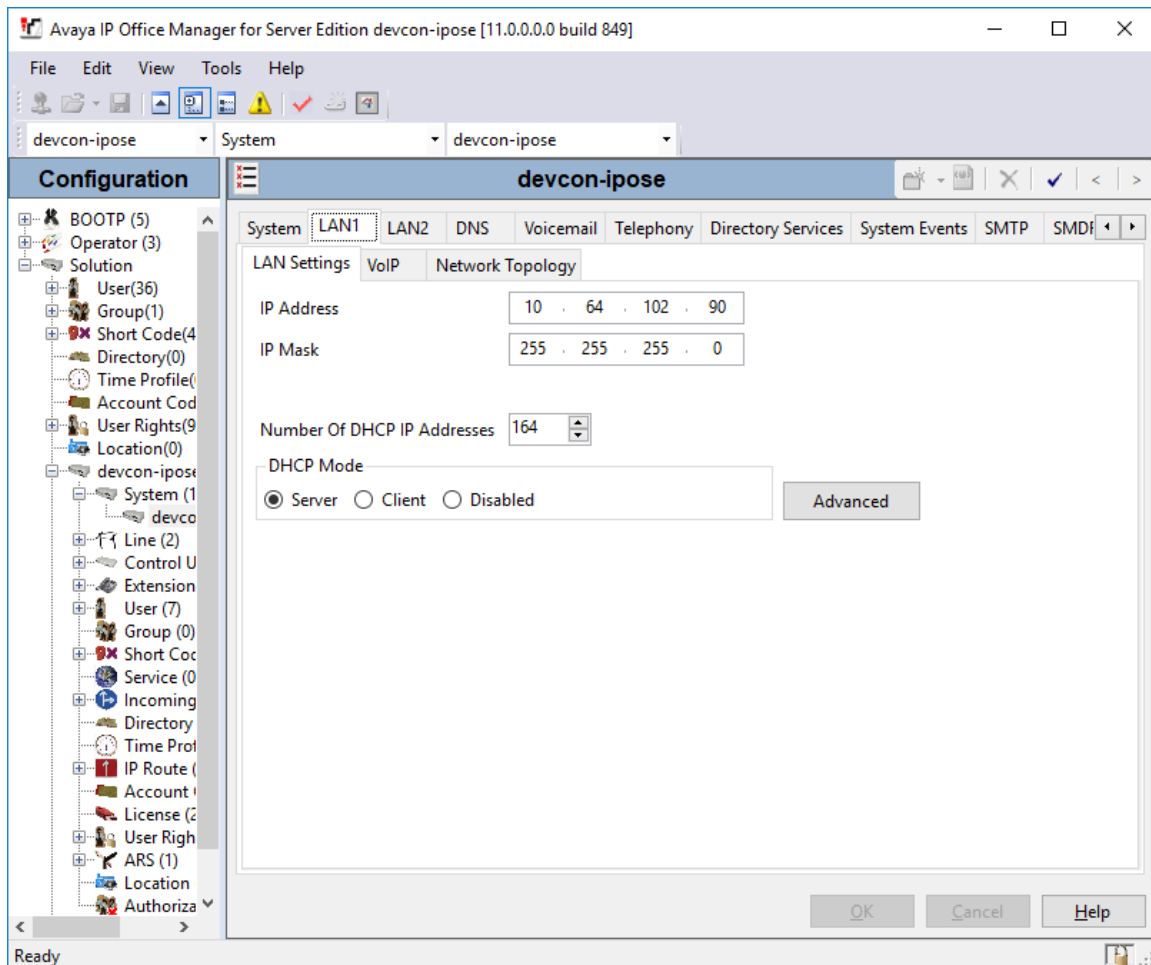 Avaya IP Office Manager for Server Edition devcon-ipose [11.0.0.0.0 build 849]
File Edit View Tools Help
devcon-ipose System devcon-ipose
Configuration
BOOTP (5)
Operator (3)
Solution
User(36)
Group(1)
Short Code(4
Directory(0)
Time Profile(
Account Cod
User Rights(9
Location(0)
devcon-ipose
System (1
devco
Line (2)
Control U
Extension
User (7)
Group (0)
Short Coc
Service (0
Incoming
Directory
Time Prof
IP Route (
Account
License (2
User Righ
ARS (1)
Location
Authoriza
devcon-ipose
System LAN1 LAN2 DNS Voicemail Telephony Directory Services System Events SMTP SMDR
LAN Settings VoIP Network Topology
IP Address 10 . 64 . 102 . 90
IP Mask 255 . 255 . 255 . 0
Number Of DHCP IP Addresses 164
DHCP Mode
Server Client Disabled
Advanced
OK Cancel Help
Ready